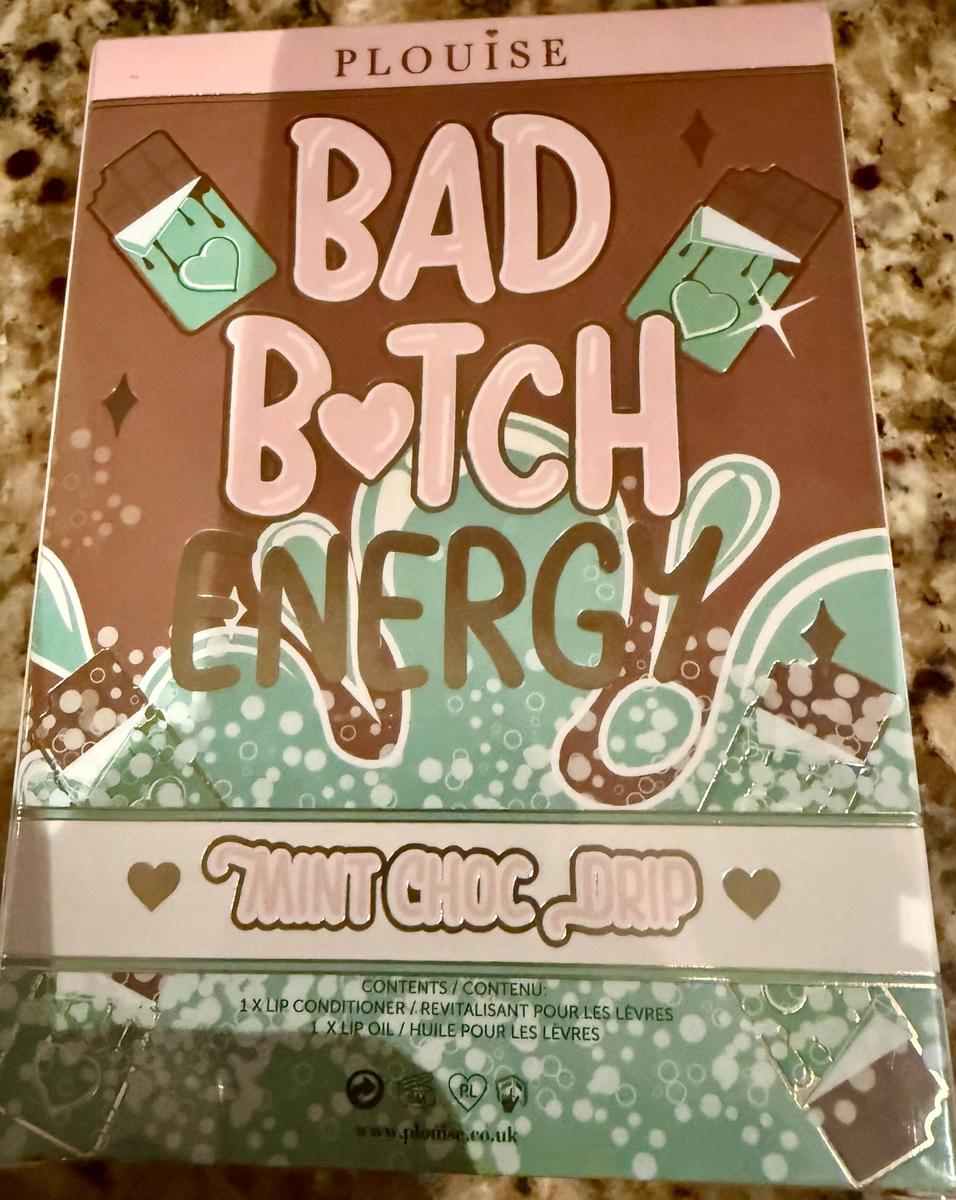 PLOUISE
BAD
B♥TCH
ENERGY
MINT CHOC DRIP
CONTENTS / CONTENU:
1 X LIP CONDITIONER / REVITALISANT POUR LES LÈVRES
1 X LIP OIL / HUILE POUR LES LÈVRES
6M
P.L
www.plouise.co.uk